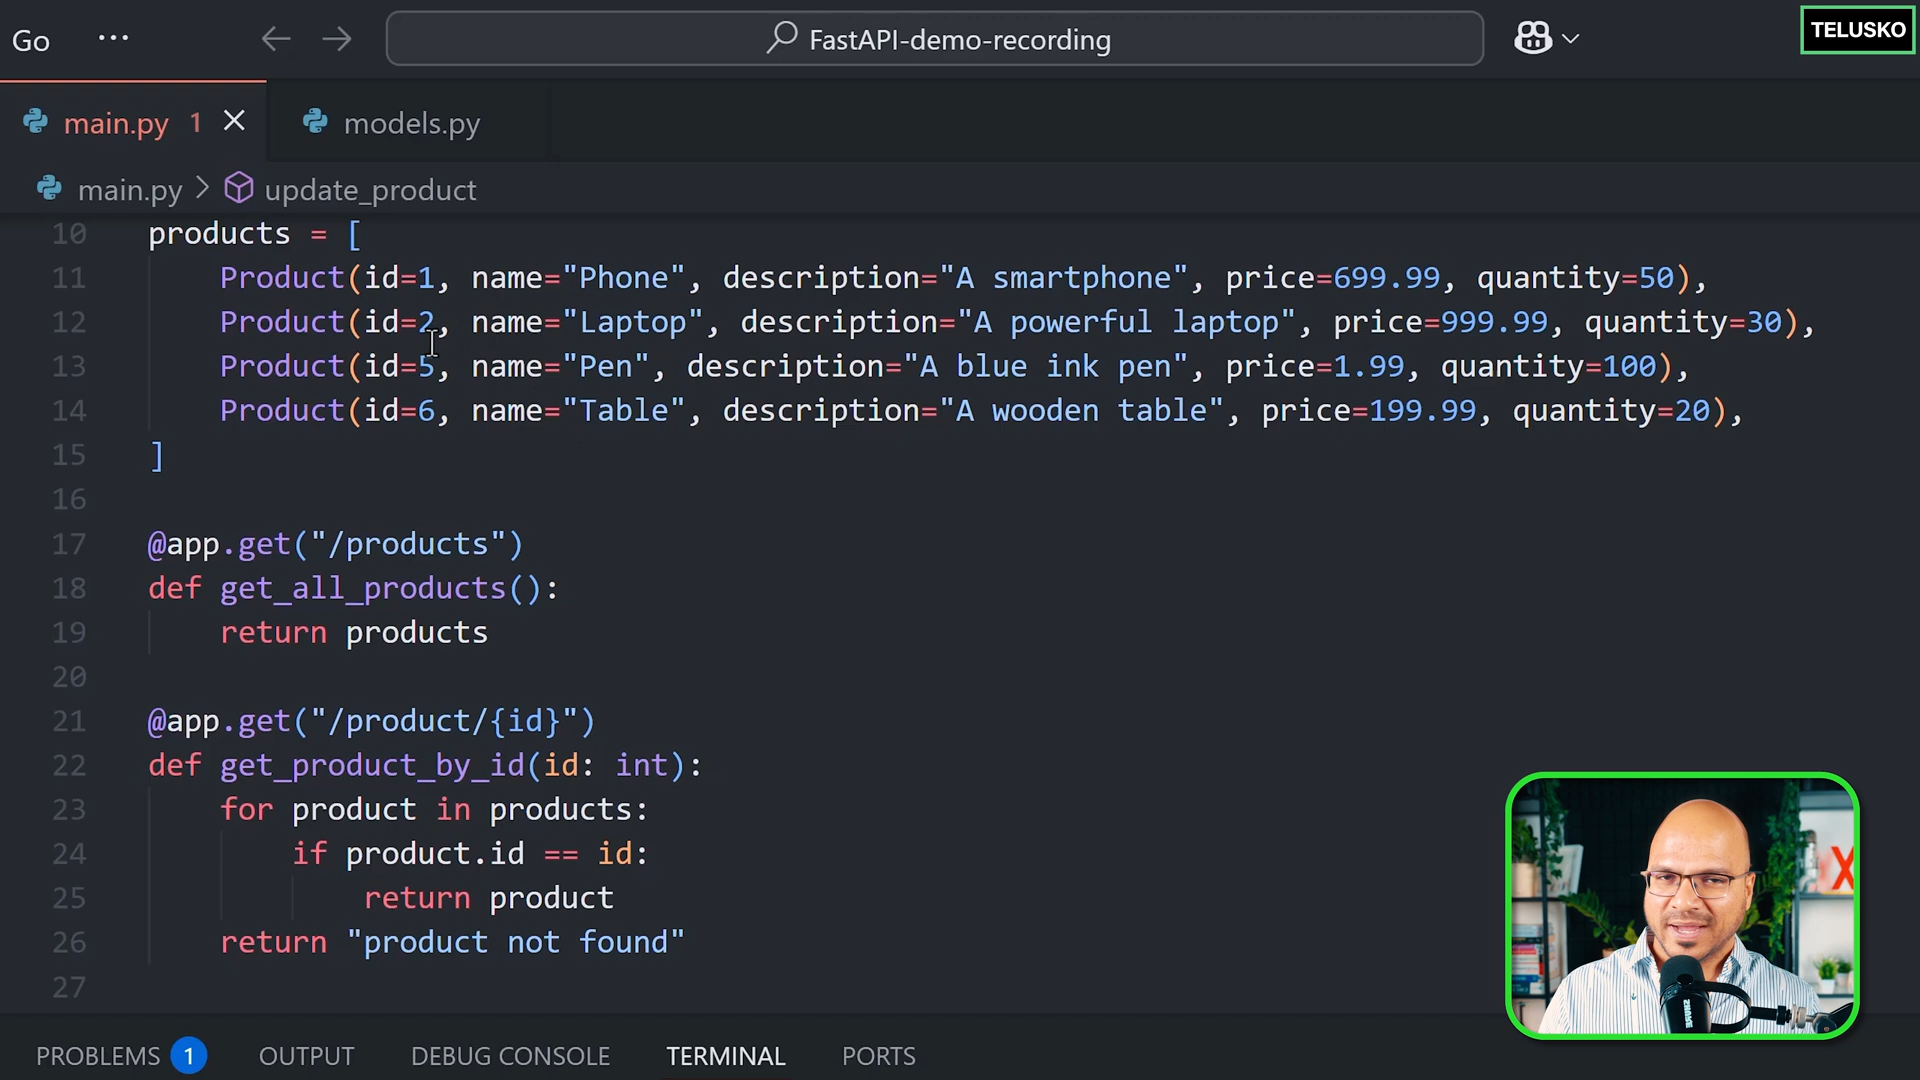 Go ... FastAPI-demo-recording TELUSKO
main.py 1 models.py
main.py > update_product
10 products = [
11 Product(id=1, name="Phone", description="A smartphone", price=699.99, quantity=50),
12 Product(id=2, name="Laptop", description="A powerful laptop", price=999.99, quantity=30),
13 Product(id=5, name="Pen", description="A blue ink pen", price=1.99, quantity=100),
14 Product(id=6, name="Table", description="A wooden table", price=199.99, quantity=20),
15 ]
16
17 @app.get("/products")
18 def get_all_products():
19 return products
20
21 @app.get("/product/{id}")
22 def get_product_by_id(id: int):
23 for product in products:
24 if product.id == id:
25 return product
26 return "product not found"
27
PROBLEMS 1 OUTPUT DEBUG CONSOLE TERMINAL PORTS